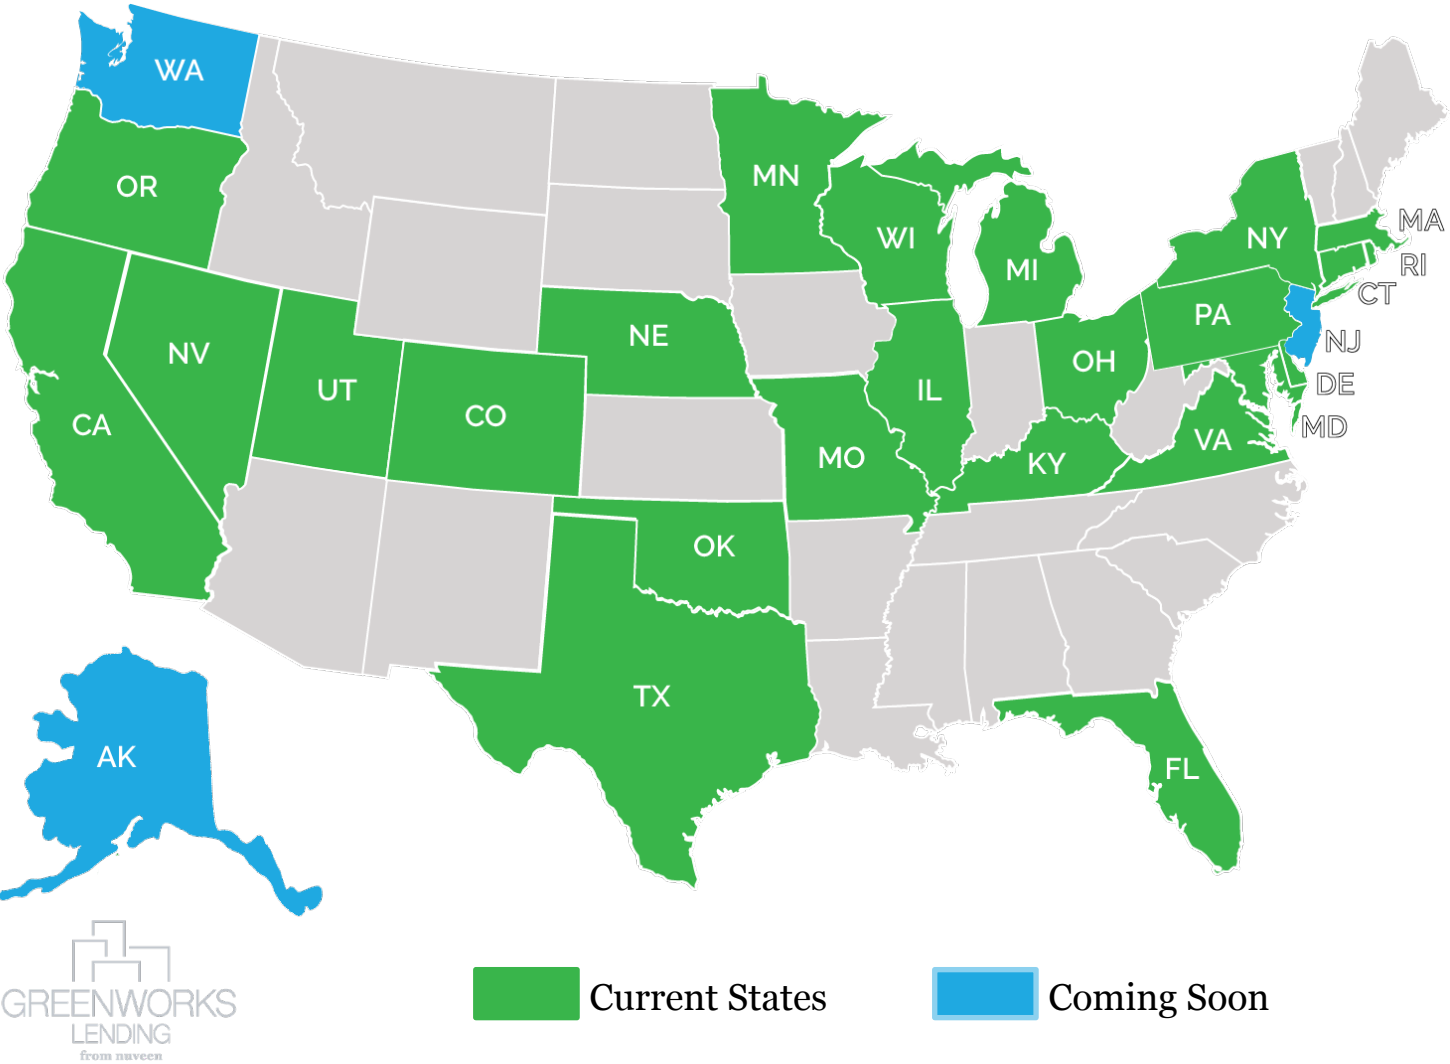 WA
OR
MN
MA
WI
NY
MI
RI
CT
PA
NE
NJ
NV
OH
UT
IL
DE
CO
CA
MD
VA
MO
KY
OK
TX
AK
FL
GREENWORKS
LENDING
from nuveen
Current States
Coming Soon